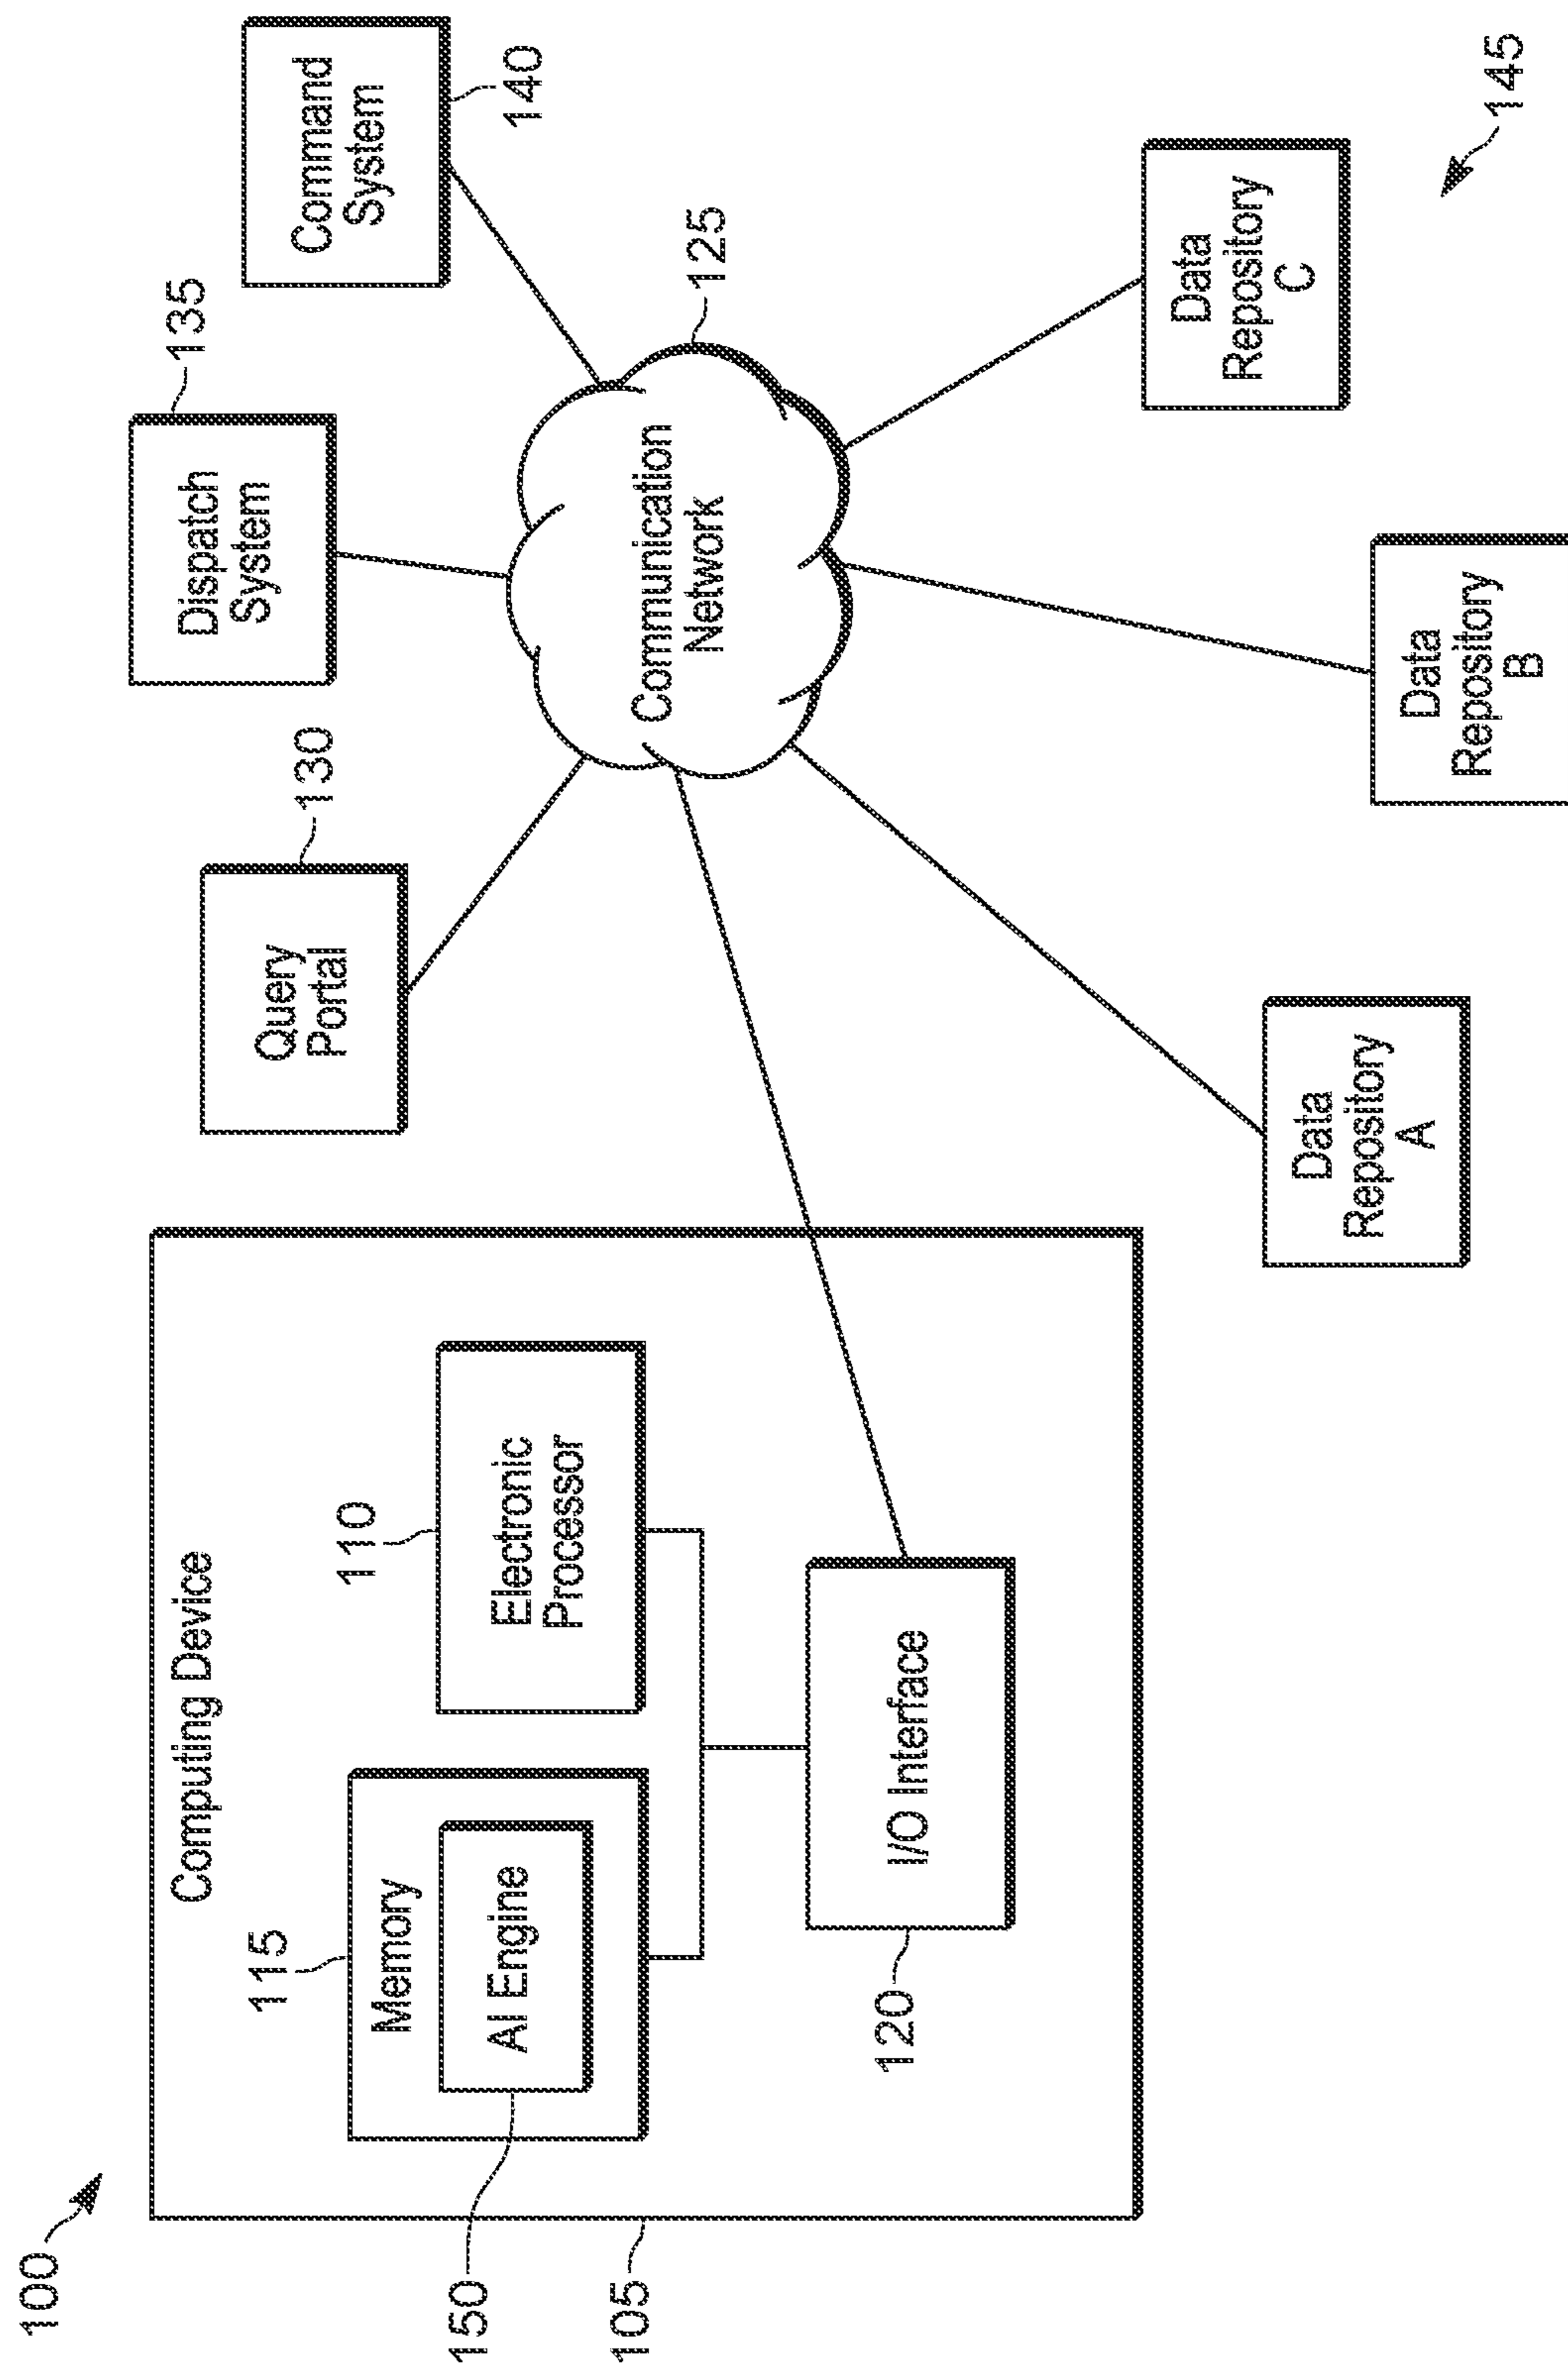 100
Computing Device
115
Memory
AI Engine
150
105
110
Electronic
Processor
I/O Interface
120
Query
Portal
130
Dispatch
System
135
Command
System
140
Communication
Network
125
Data
Repository
A
Data
Repository
B
Data
Repository
C
145